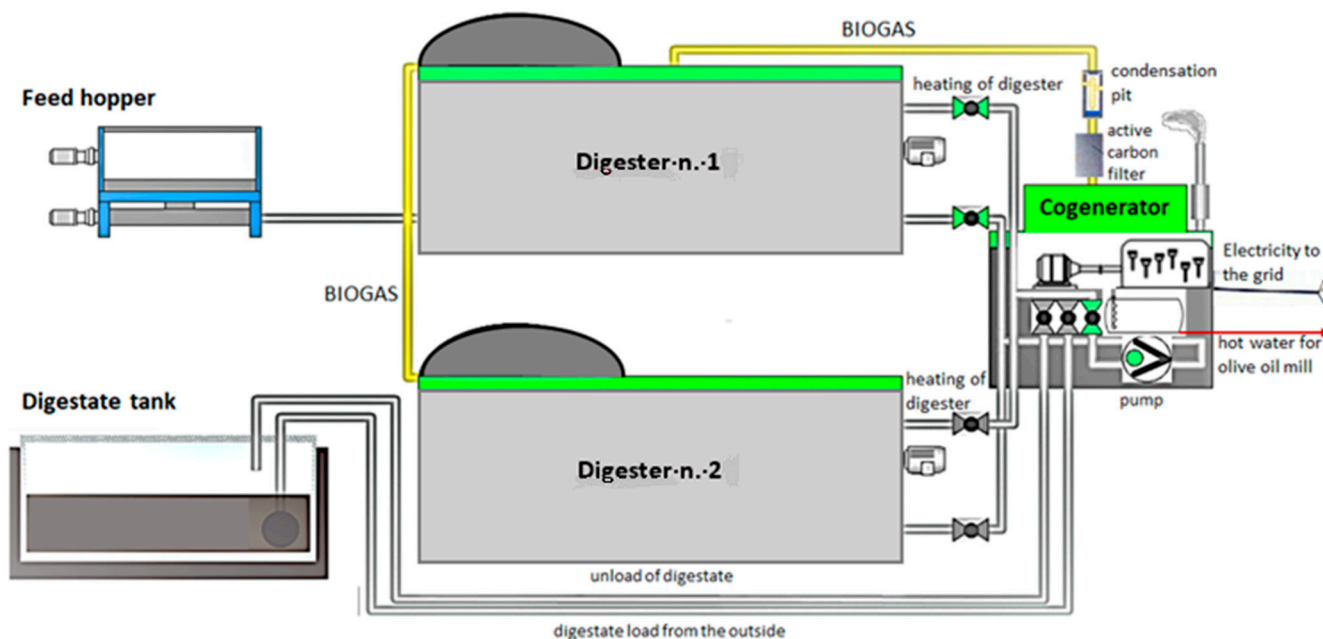 BIOGAS
Feed hopper
heating of digester
condensation
pit
active
carbon
filter
Digester·n.·1
Cogenerator
Electricity to
the grid
BIOGAS
hot water for
olive oil mill
pump
Digestate tank
heating of
digester
Digester·n.·2
unload of digestate
digestate load from the outside